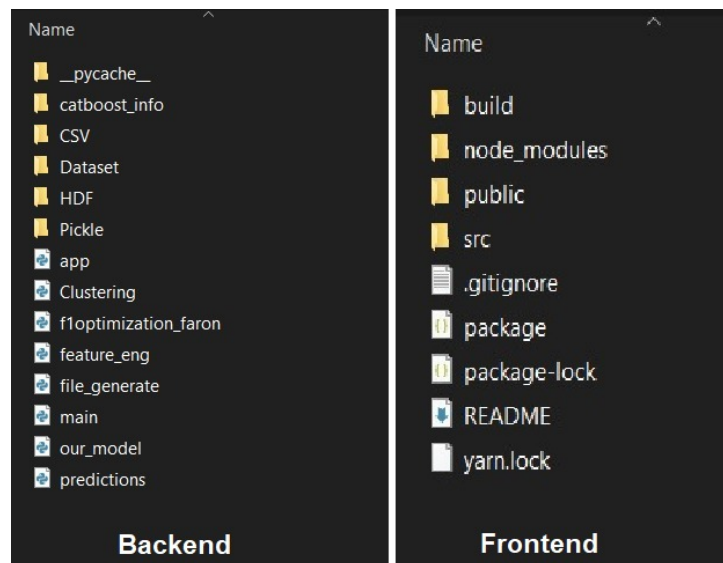 Name
__pycache__
catboost_info
CSV
Dataset
HDF
Pickle
app
Clustering
f1optimization_faron
feature_eng
file_generate
main
our_model
predictions
Backend
Name
build
node_modules
public
src
.gitignore
package
package-lock
README
yarn.lock
Frontend